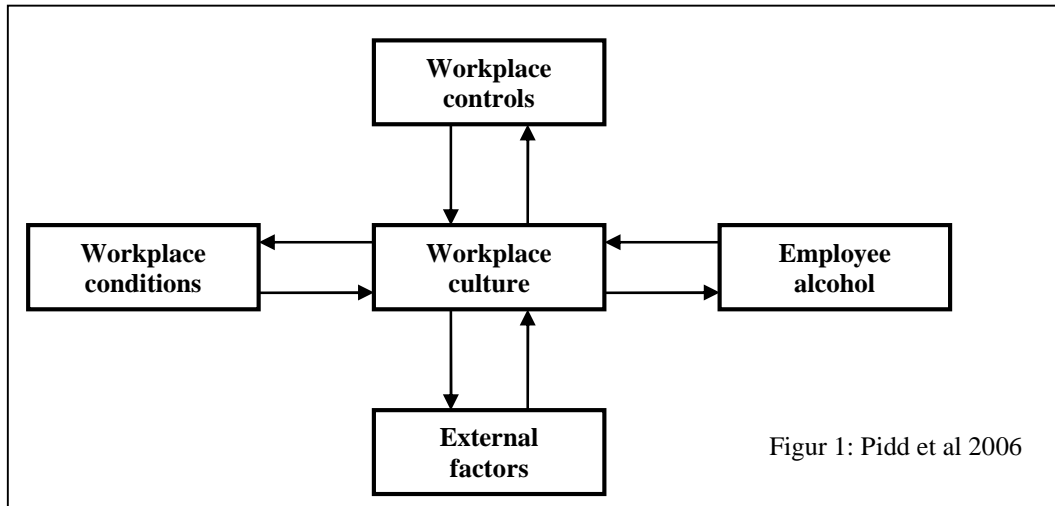 Workplace
controls
Workplace
conditions
Workplace
culture
Employee
alcohol
External
factors
Figur 1: Pidd et al 2006